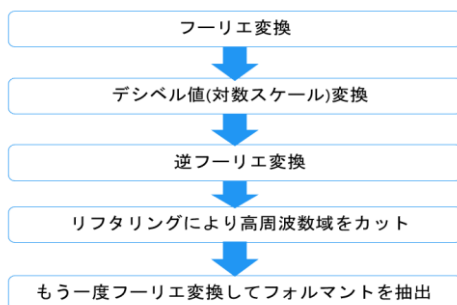 フーリエ変換
デシベル値(対数スケール)変換
逆フーリエ変換
リフタリングにより高周波数域をカット
もう一度フーリエ変換してフォルマントを抽出